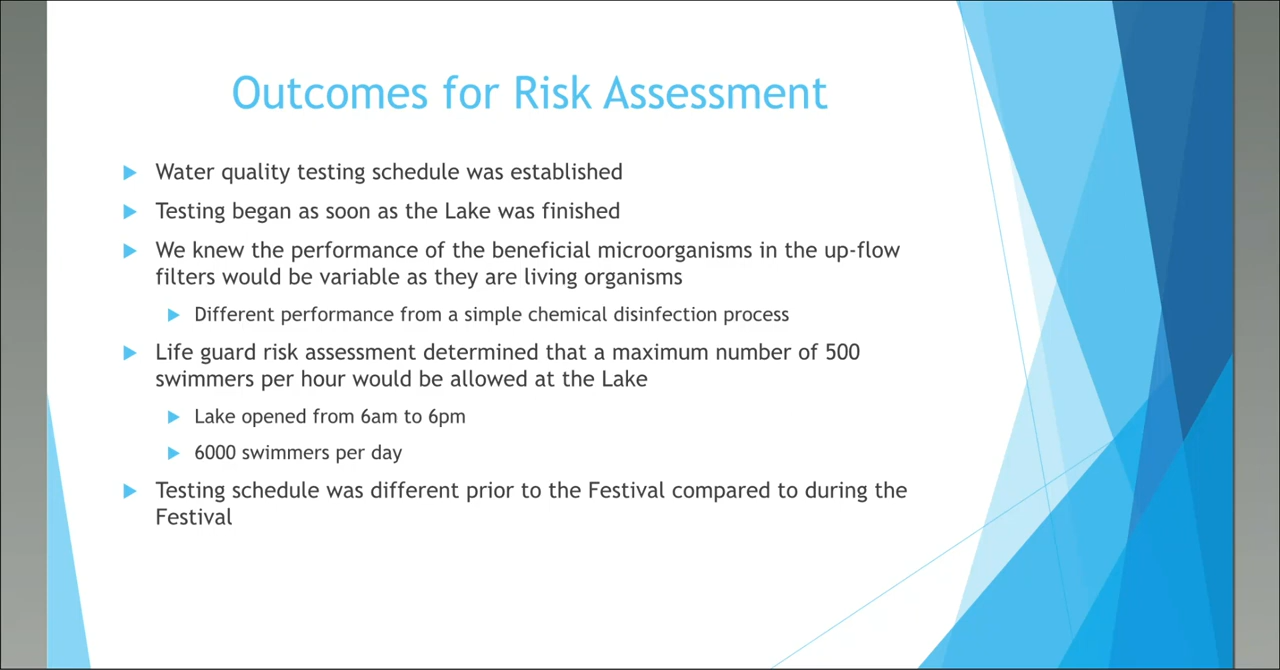 Outcomes for Risk Assessment
Water quality testing schedule was established
Testing began as soon as the Lake was finished
We knew the performance of the beneficial microorganisms in the up-flow
filters would be variable as they are living organisms
Different performance from a simple chemical disinfection process
Life guard risk assessment determined that a maximum number of 500
swimmers per hour would be allowed at the Lake
Lake opened from 6am to 6pm
6000 swimmers per day
Testing schedule was different prior to the Festival compared to during the
Festival